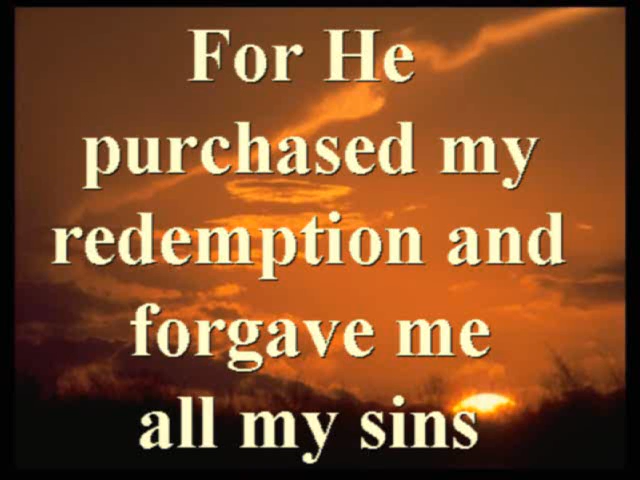 For He
purchased my
redemption and
forgave me
all my sins